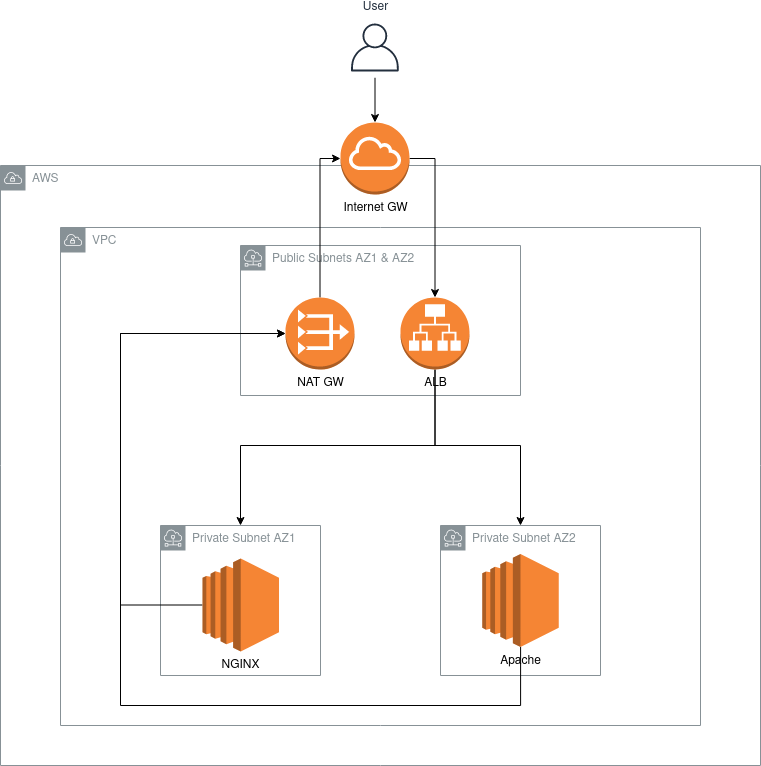 User
Internet GW
AWS
VPC
Public Subnets AZ1 & AZ2
NAT GW
ALB
Private Subnet AZ1
Private Subnet AZ2
NGINX
Apache